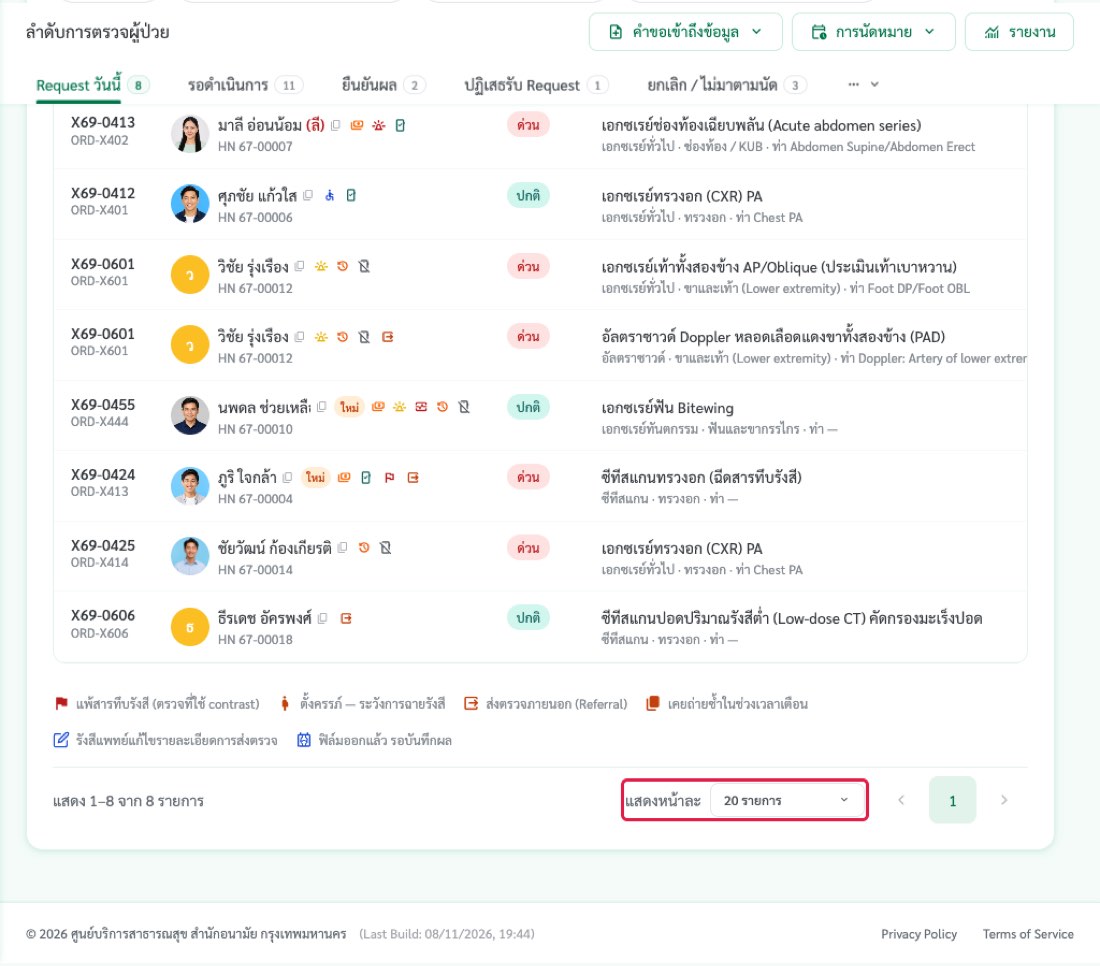 ลำดับการตรวจผู้ป่วย
คำขอเข้าถึงข้อมูล
การนัดหมาย
รายงาน
Request วันนี้ 8
รอดำเนินการ 11
ยืนยันผล 2
ปฏิเสธรับ Request 1
ยกเลิก / ไม่มาตามนัด 3
...
X69-0413 มาลี อ่อนน้อม (ลี) ด่วน เอกซเรย์ช่องท้องเฉียบพลัน (Acute abdomen series)
ORD-X402 HN 67-00007 เอกซเรย์ทั่วไป · ช่องท้อง / KUB · ท่า Abdomen Supine/Abdomen Erect
X69-0412 ศุภชัย แก้วใส ปกติ เอกซเรย์ทรวงอก (CXR) PA
ORD-X401 HN 67-00006 เอกซเรย์ทั่วไป · ทรวงอก · ท่า Chest PA
X69-0601 ว วิชัย รุ่งเรือง ด่วน เอกซเรย์เท้าทั้งสองข้าง AP/Oblique (ประเมินเท้าเบาหวาน)
ORD-X601 HN 67-00012 เอกซเรย์ทั่วไป · ขาและเท้า (Lower extremity) · ท่า Foot DP/Foot OBL
X69-0601 ว วิชัย รุ่งเรือง ด่วน อัลตราซาวด์ Doppler หลอดเลือดแดงขาทั้งสองข้าง (PAD)
ORD-X601 HN 67-00012 อัลตราซาวด์ · ขาและเท้า (Lower extremity) · ท่า Doppler: Artery of lower extrer
X69-0455 นพดล ช่วยเหลื ใหม่ ปกติ เอกซเรย์ฟัน Bitewing
ORD-X444 HN 67-00010 เอกซเรย์ทันตกรรม · ฟันและขากรรไกร · ท่า —
X69-0424 ภูริ ใจกล้า ใหม่ ด่วน ซีทีสแกนทรวงอก (ฉีดสารทึบรังสี)
ORD-X413 HN 67-00004 ซีทีสแกน · ทรวงอก · ท่า —
X69-0425 ชัยวัฒน์ ก้องเกียรติ ด่วน เอกซเรย์ทรวงอก (CXR) PA
ORD-X414 HN 67-00014 เอกซเรย์ทั่วไป · ทรวงอก · ท่า Chest PA
X69-0606 ธ ธีรเดช อัครพงศ์ ปกติ ซีทีสแกนปอดปริมาณรังสีต่ำ (Low-dose CT) คัดกรองมะเร็งปอด
ORD-X606 HN 67-00018 ซีทีสแกน · ทรวงอก · ท่า —
แพ้สารทึบรังสี (ตรวจที่ใช้ contrast) ตั้งครรภ์ — ระวังการฉายรังสี ส่งตรวจภายนอก (Referral) เคยถ่ายซ้ำในช่วงเวลาเตือน
รังสีแพทย์แก้ไขรายละเอียดการส่งตรวจ ฟิล์มออกแล้ว รอบันทึกผล
แสดง 1–8 จาก 8 รายการ แสดงหน้าละ 20 รายการ 1
© 2026 ศูนย์บริการสาธารณสุข สำนักอนามัย กรุงเทพมหานคร (Last Build: 08/11/2026, 19:44) Privacy Policy Terms of Service